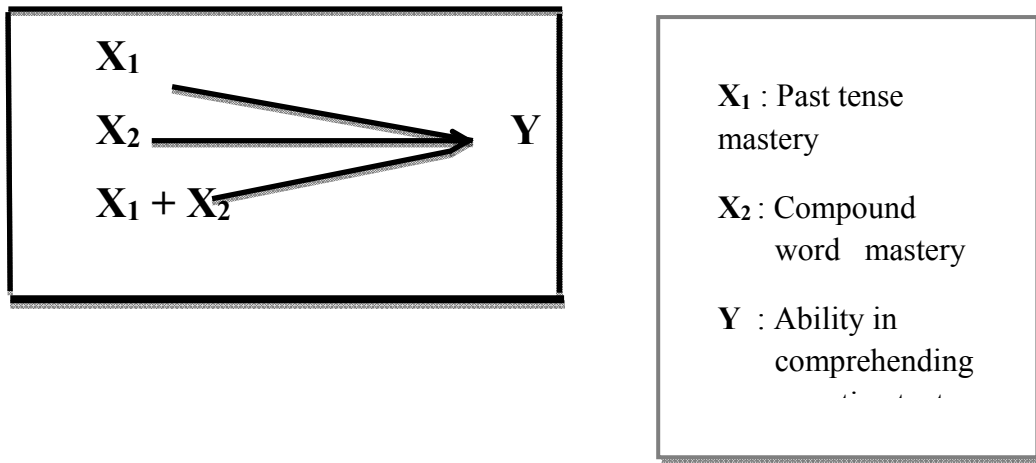 X1
X2
Y
X1 + X2
X1 : Past tense
mastery
X2 : Compound
word mastery
Y : Ability in
comprehending